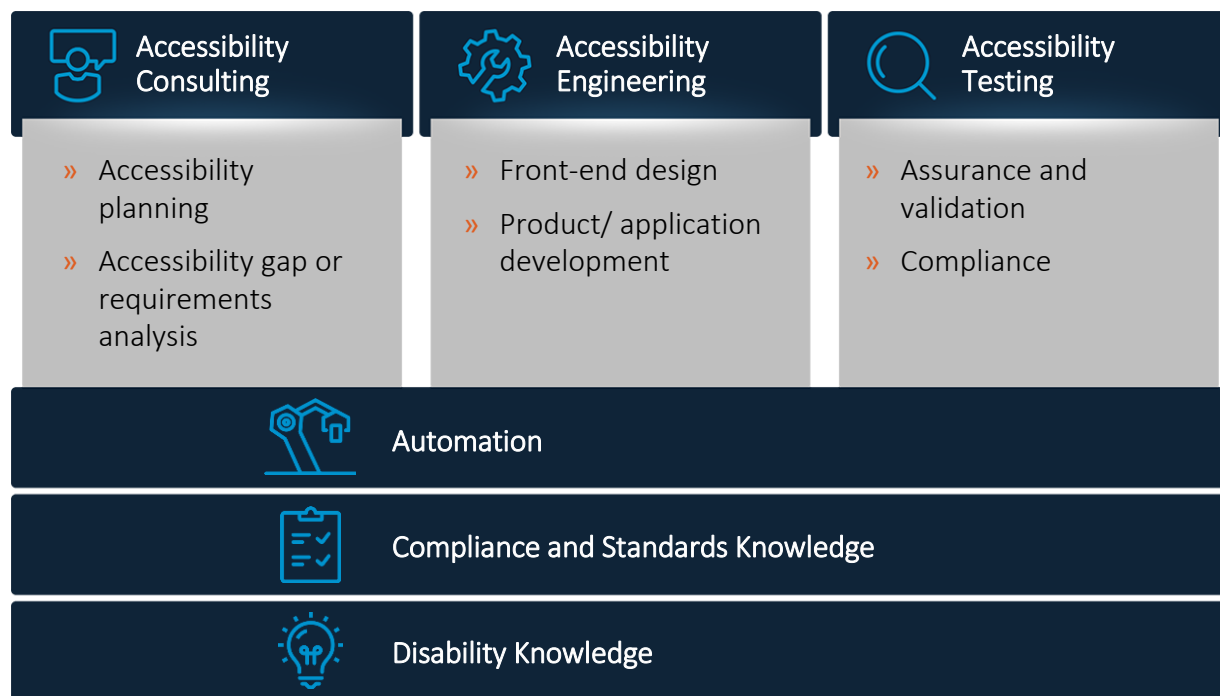 Accessibility
Consulting
» Accessibility
planning
» Accessibility gap or
requirements
analysis
Accessibility
Engineering
» Front-end design
» Product/ application
development
Accessibility
Testing
» Assurance and
validation
» Compliance
Automation
Compliance and Standards Knowledge
Disability Knowledge